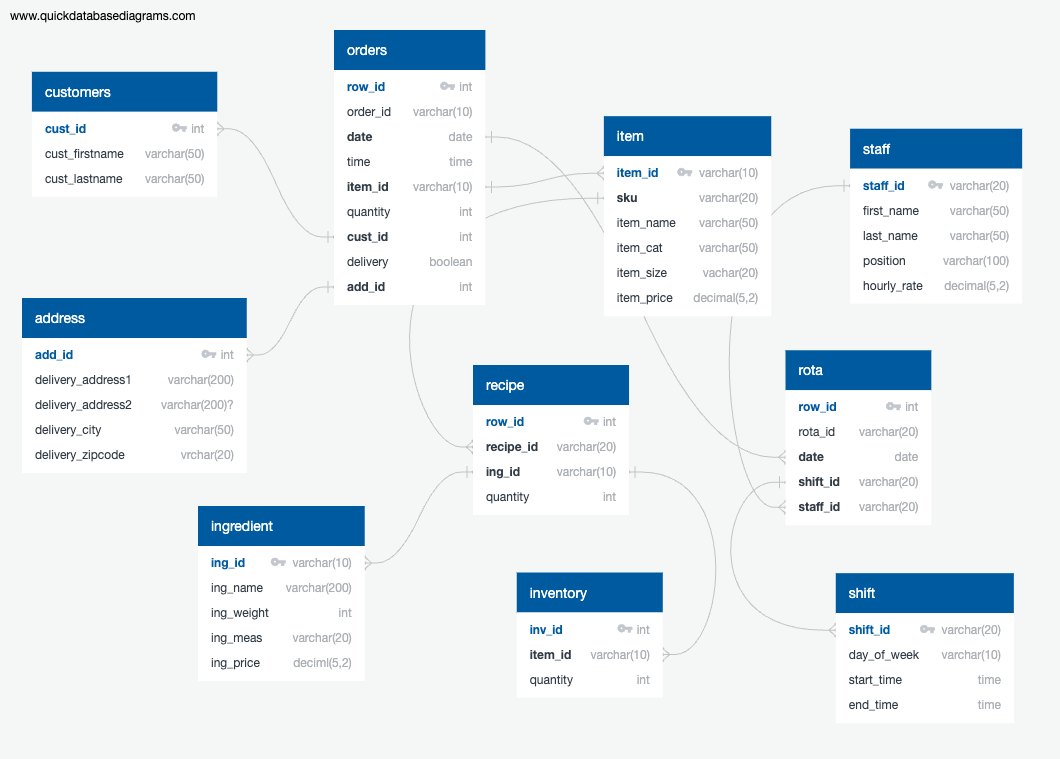 www.quickdatabasediagrams.com
orders
row_id int
order_id varchar(10)
date date
time time
item_id varchar(10)
quantity int
cust_id int
delivery boolean
add_id int
customers
cust_id int
cust_firstname varchar(50)
cust_lastname varchar(50)
item
item_id varchar(10)
sku varchar(20)
item_name varchar(50)
item_cat varchar(50)
item_size vachar(20)
item_price decimal(5,2)
staff
staff_id varchar(20)
first_name varchar(50)
last_name varchar(50)
position varchar(100)
hourly_rate decimal(5,2)
address
add_id int
delivery_address1 varchar(200)
delivery_address2 varchar(200)?
delivery_city varchar(50)
delivery_zipcode vrchar(20)
recipe
row_id int
recipe_id varchar(20)
ing_id varchar(10)
quantity int
rota
row_id int
rota_id varchar(20)
date date
shift_id varchar(20)
staff_id varchar(20)
ingredient
ing_id varchar(10)
ing_name varchar(200)
ing_weight int
ing_meas varchar(20)
ing_price deciml(5,2)
inventory
inv_id int
item_id varchar(10)
quantity int
shift
shift_id varchar(20)
day_of_week varchar(10)
start_time time
end_time time